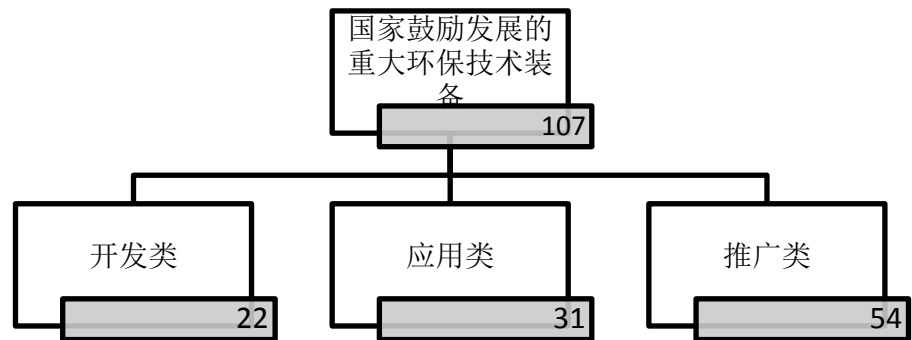 国家鼓励发展的
重大环保技术装
备
107
开发类
应用类
推广类
22
31
54